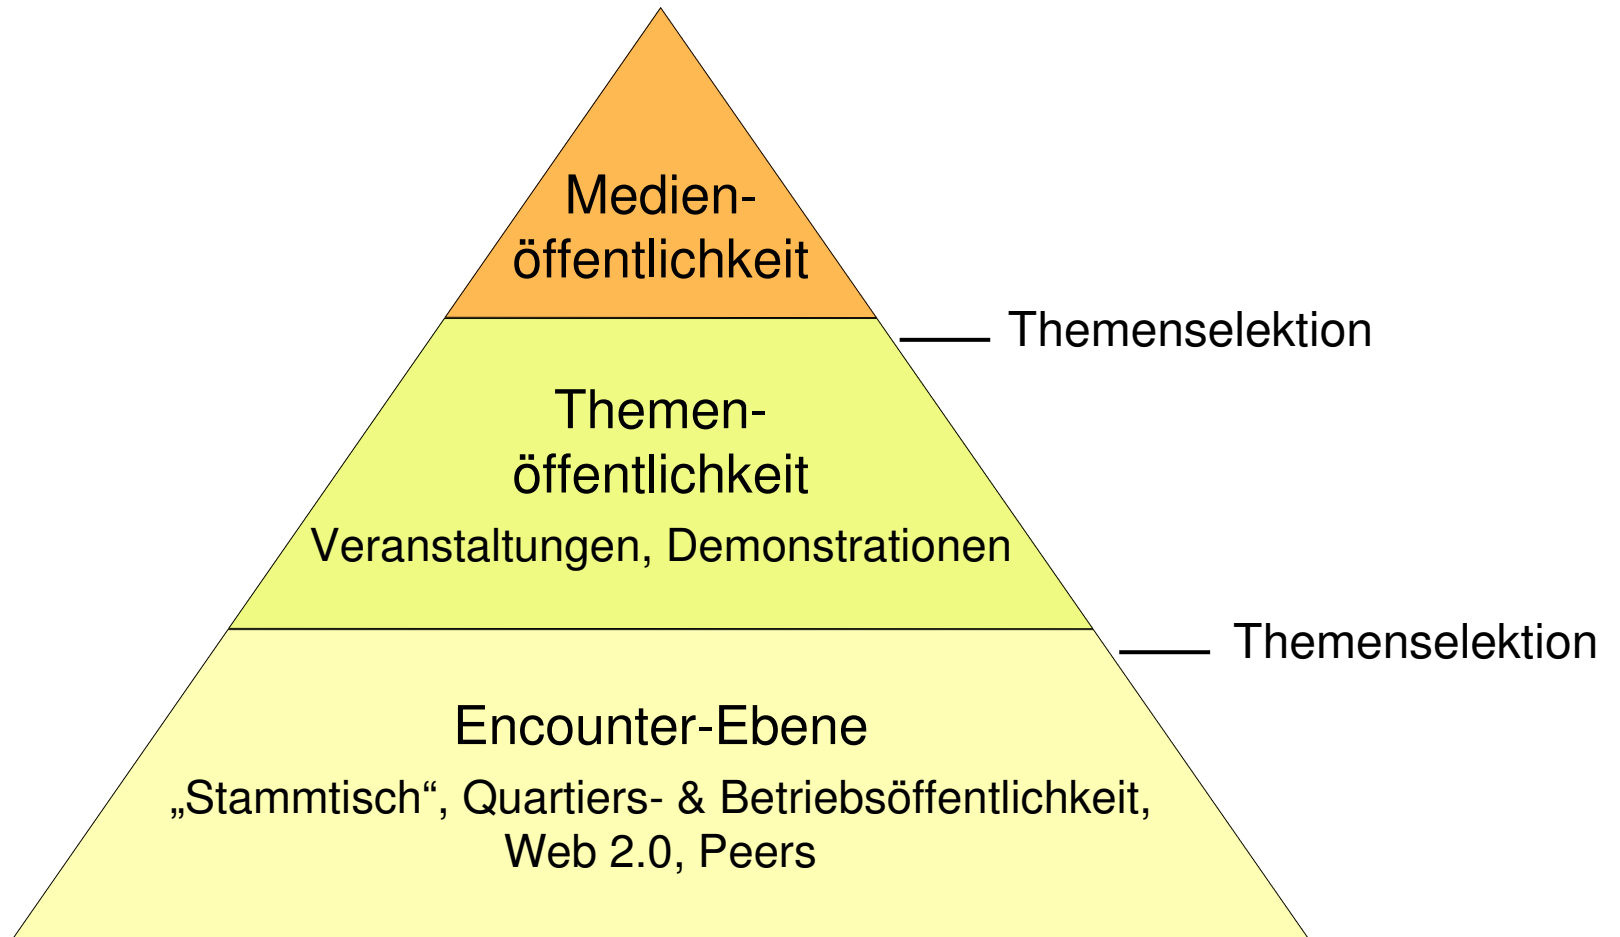 Medien-
öffentlichkeit
Themenselektion
Themen-
öffentlichkeit
Veranstaltungen, Demonstrationen
Themenselektion
Encounter-Ebene
„Stammtisch“, Quartiers- & Betriebsöffentlichkeit,
Web 2.0, Peers